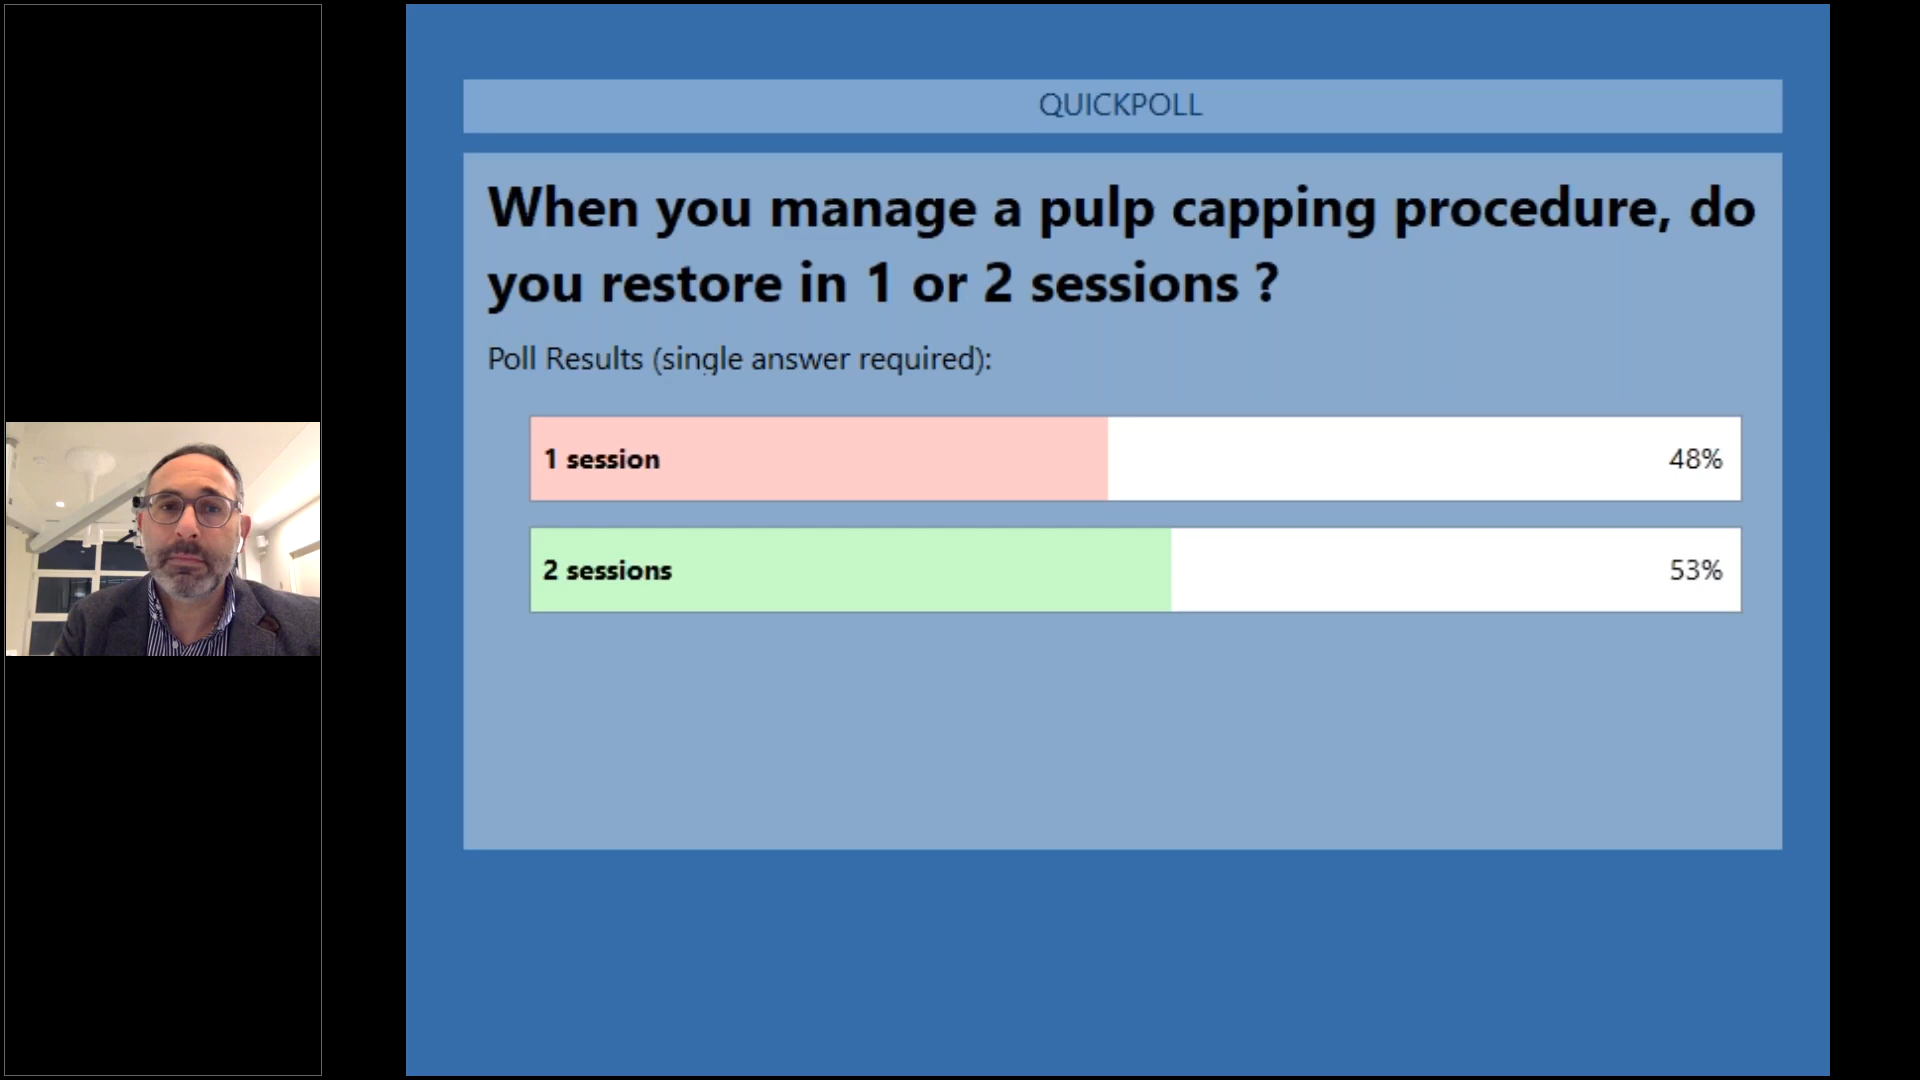 QUICKPOLL
When you manage a pulp capping procedure, do
you restore in 1 or 2 sessions ?
Poll Results (single answer required):
1 session 48%
2 sessions 53%